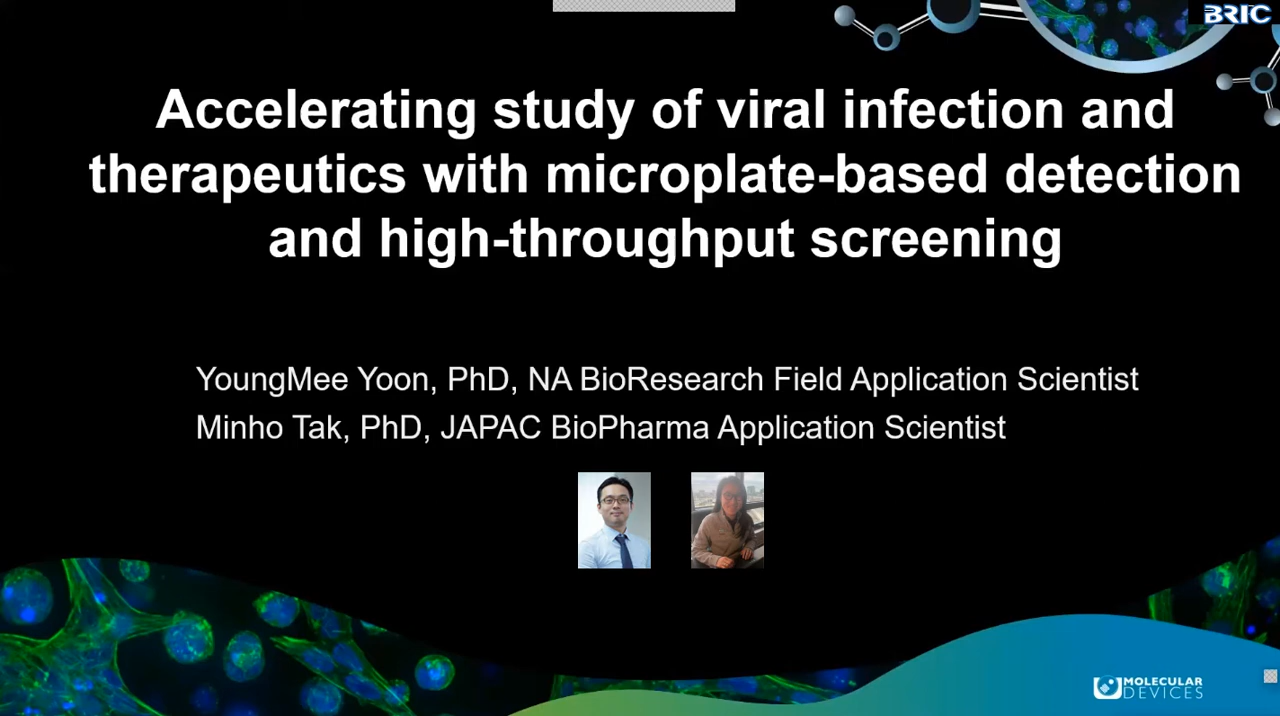 BRIC
Accelerating study of viral infection and
therapeutics with microplate-based detection
and high-throughput screening
YoungMee Yoon, PhD, NA BioResearch Field Application Scientist
Minho Tak, PhD, JAPAC BioPharma Application Scientist
MOLECULAR
DEVICES